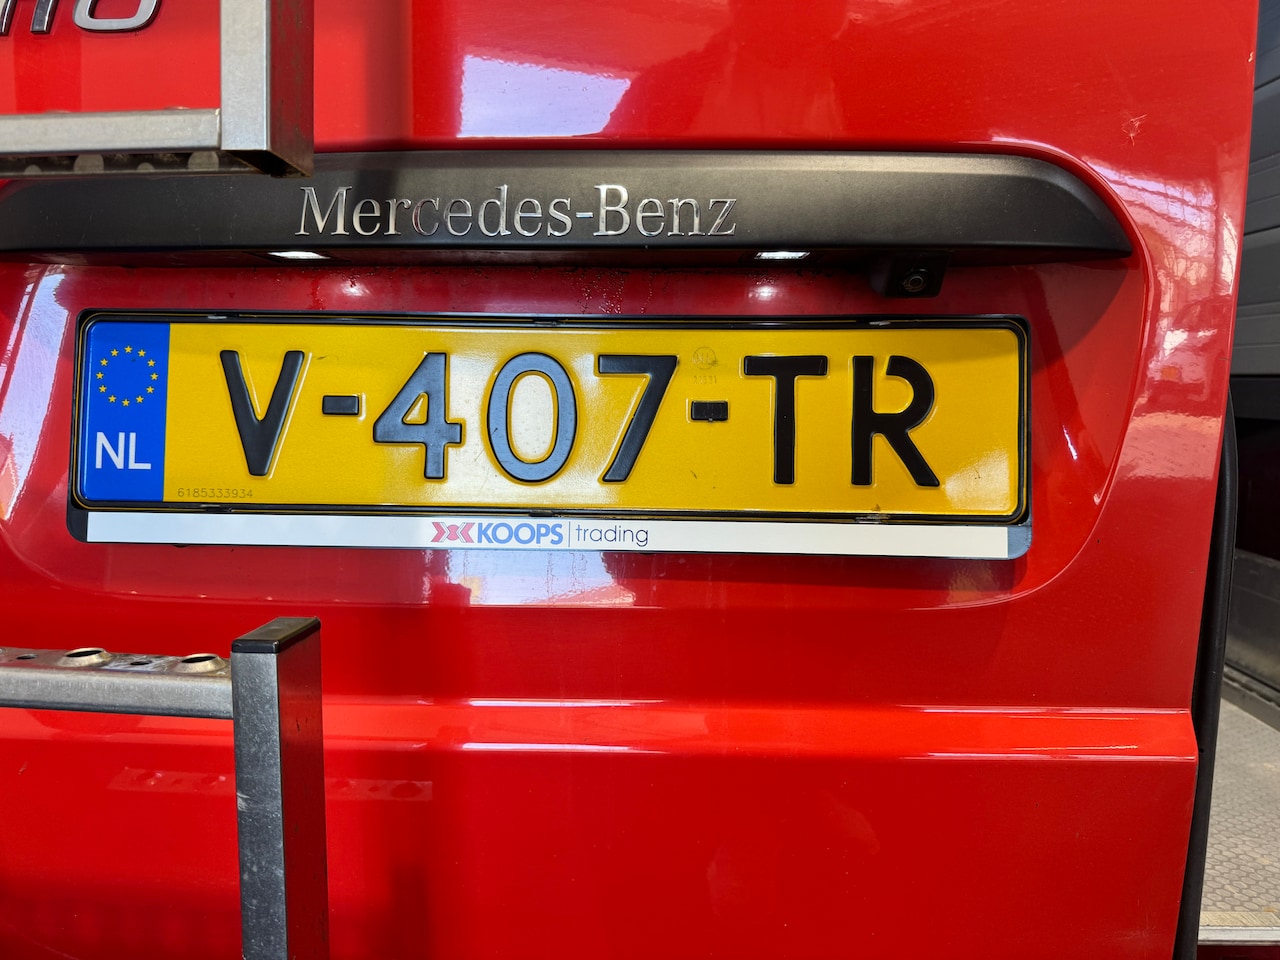 Mercedes-Benz
V-407-TR
NL
6185333934
KOOPS trading